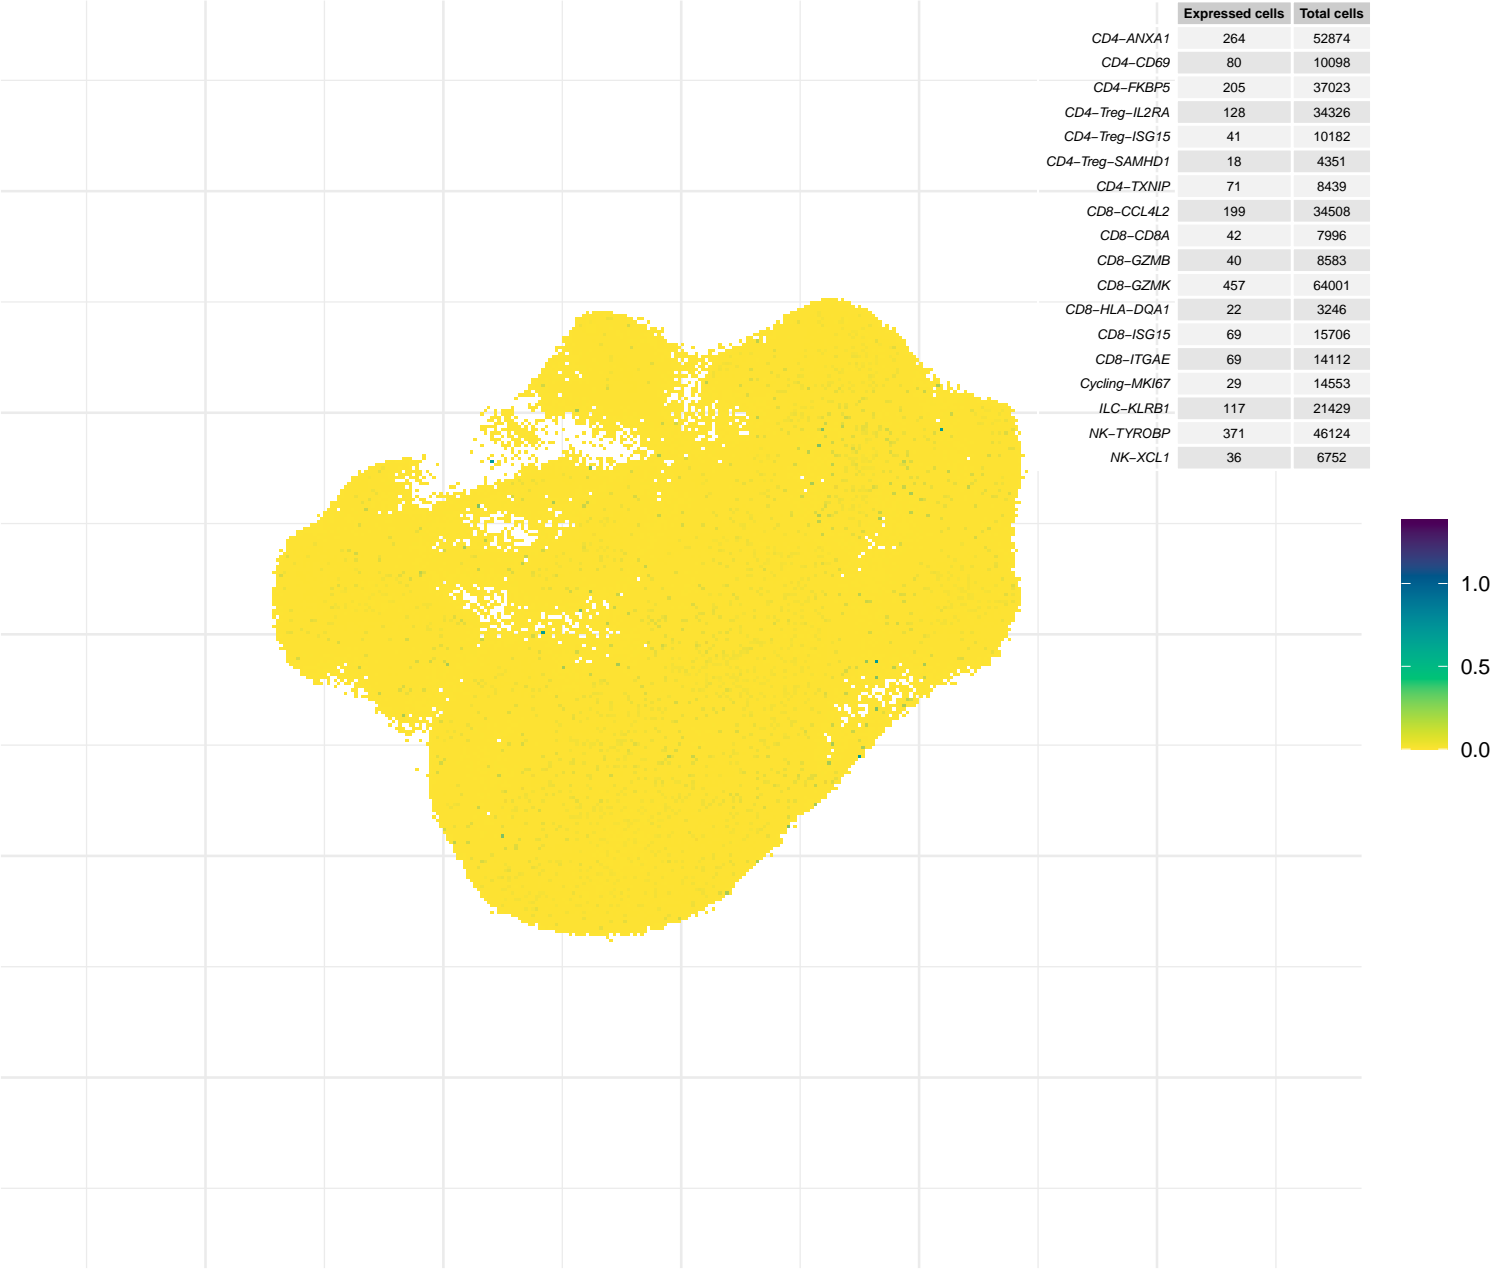 Expressed cells Total cells
CD4−ANXA1 264 52874
CD4−CD69 80 10098
CD4−FKBP5 205 37023
CD4−Treg−IL2RA 128 34326
CD4−Treg−ISG15 41 10182
CD4−Treg−SAMHD1 18 4351
CD4−TXNIP 71 8439
CD8−CCL4L2 199 34508
CD8−CD8A 42 7996
CD8−GZMB 40 8583
CD8−GZMK 457 64001
CD8−HLA−DQA1 22 3246
CD8−ISG15 69 15706
CD8−ITGAE 69 14112
Cycling−MKI67 29 14553
ILC−KLRB1 117 21429
NK−TYROBP 371 46124
NK−XCL1 36 6752
1.0
0.5
0.0